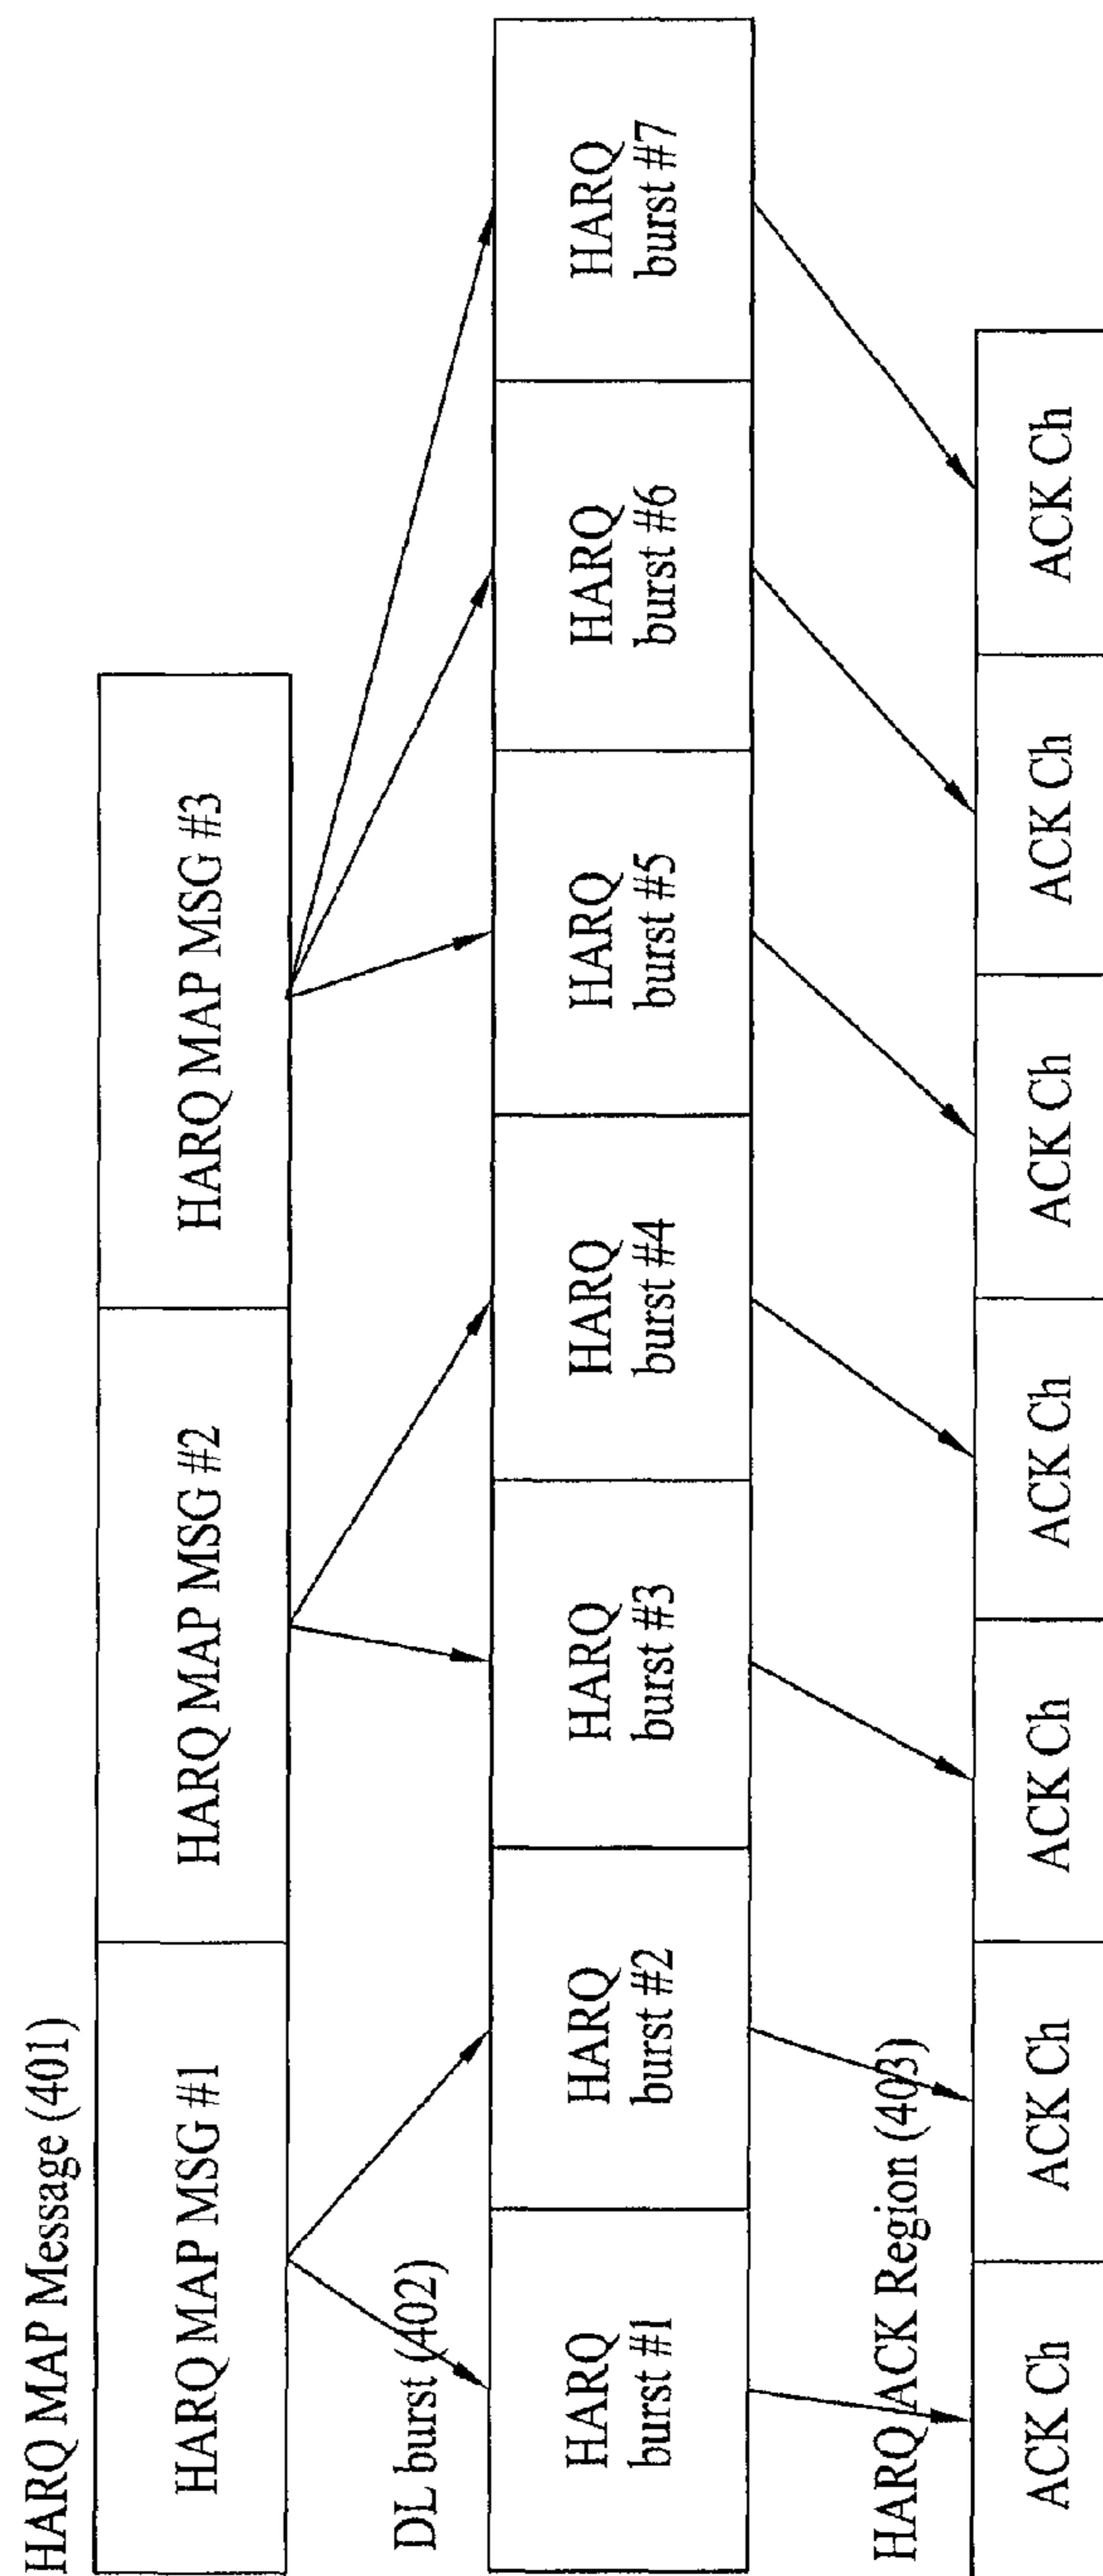 HARQ MAP Message (401)
HARQ MAP MSG #1
HARQ MAP MSG #2
HARQ MAP MSG #3
DL burst (402)
HARQ
burst #1
HARQ
burst #2
HARQ
burst #3
HARQ
burst #4
HARQ
burst #5
HARQ
burst #6
HARQ
burst #7
HARQ ACK Region (403)
ACK Ch
ACK Ch
ACK Ch
ACK Ch
ACK Ch
ACK Ch
ACK Ch